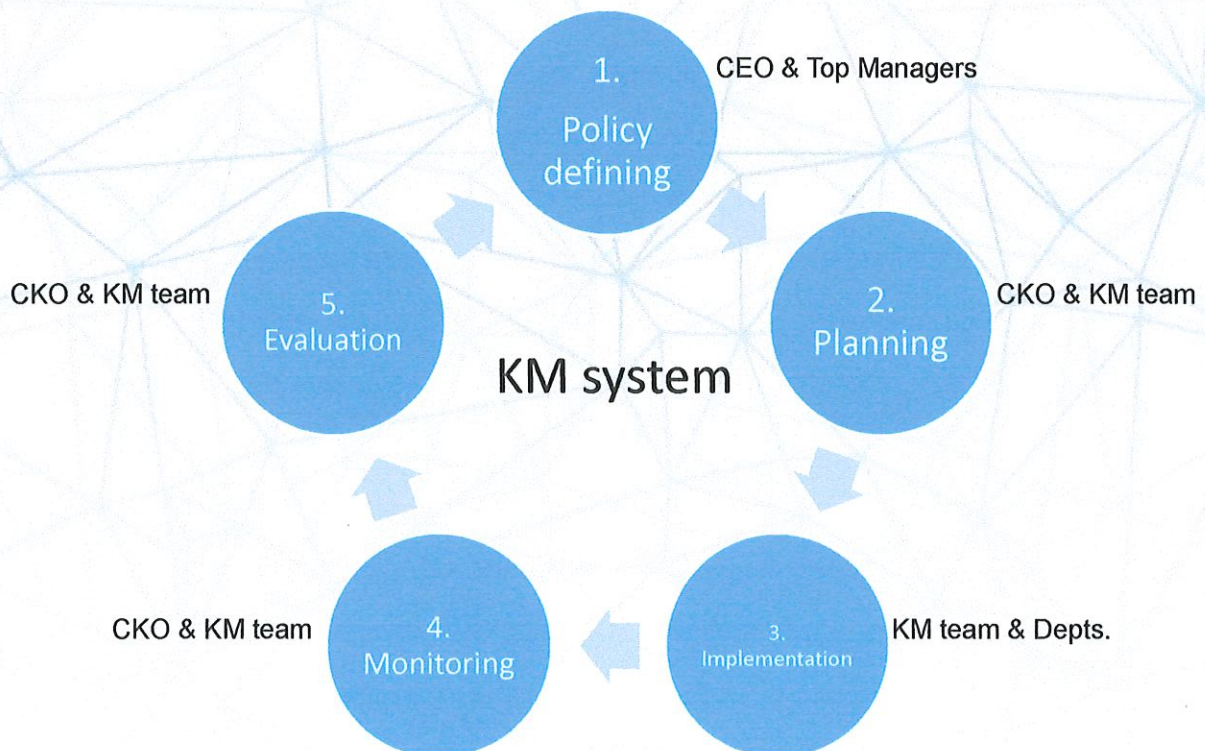 1.
Policy
defining
CEO & Top Managers
2.
Planning
CKO & KM team
3.
Implementation
KM team & Depts.
4.
Monitoring
CKO & KM team
5.
Evaluation
CKO & KM team
KM system